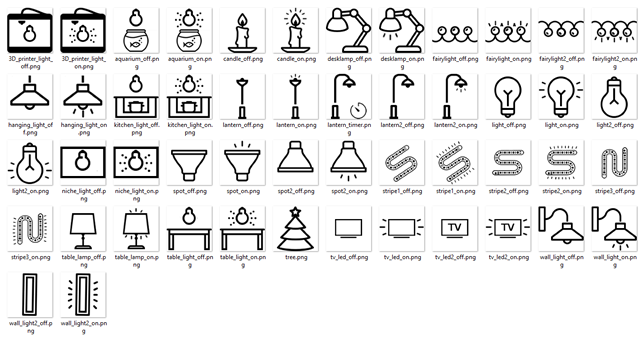 3D_printer_light_off.png
3D_printer_light_on.png
aquarium_off.png
aquarium_on.png
candle_off.png
candle_on.png
desklamp_off.png
desklamp_on.png
fairylight_off.png
fairylight_on.png
fairylight2_off.png
fairylight2_on.png
hanging_light_off.png
hanging_light_on.png
kitchen_light_off.png
kitchen_light_on.png
lantern_off.png
lantern_on.png
lantern_timer.png
lantern2_off.png
lantern2_on.png
light_off.png
light_on.png
light2_off.png
light2_on.png
niche_light_off.png
niche_light_on.png
spot_off.png
spot_on.png
spot2_off.png
spot2_on.png
stripe1_off.png
stripe1_on.png
stripe2_off.png
stripe2_on.png
stripe3_off.png
stripe3_on.png
table_lamp_off.png
table_lamp_on.png
table_light_off.png
table_light_on.png
tree.png
tv_led_off.png
tv_led_on.png
TV
tv_led2_off.png
TV
tv_led2_on.png
wall_light_off.png
wall_light_on.png
wall_light2_off.png
wall_light2_on.png